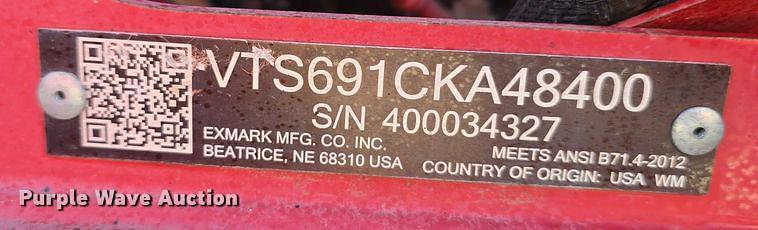 VTS691CKA48400
S/N 400034327
EXMARK MFG. CO. INC.
BEATRICE, NE 68310 USA
MEETS ANSI B71.4-2012
COUNTRY OF ORIGIN: USA WM
Purple Wave Auction